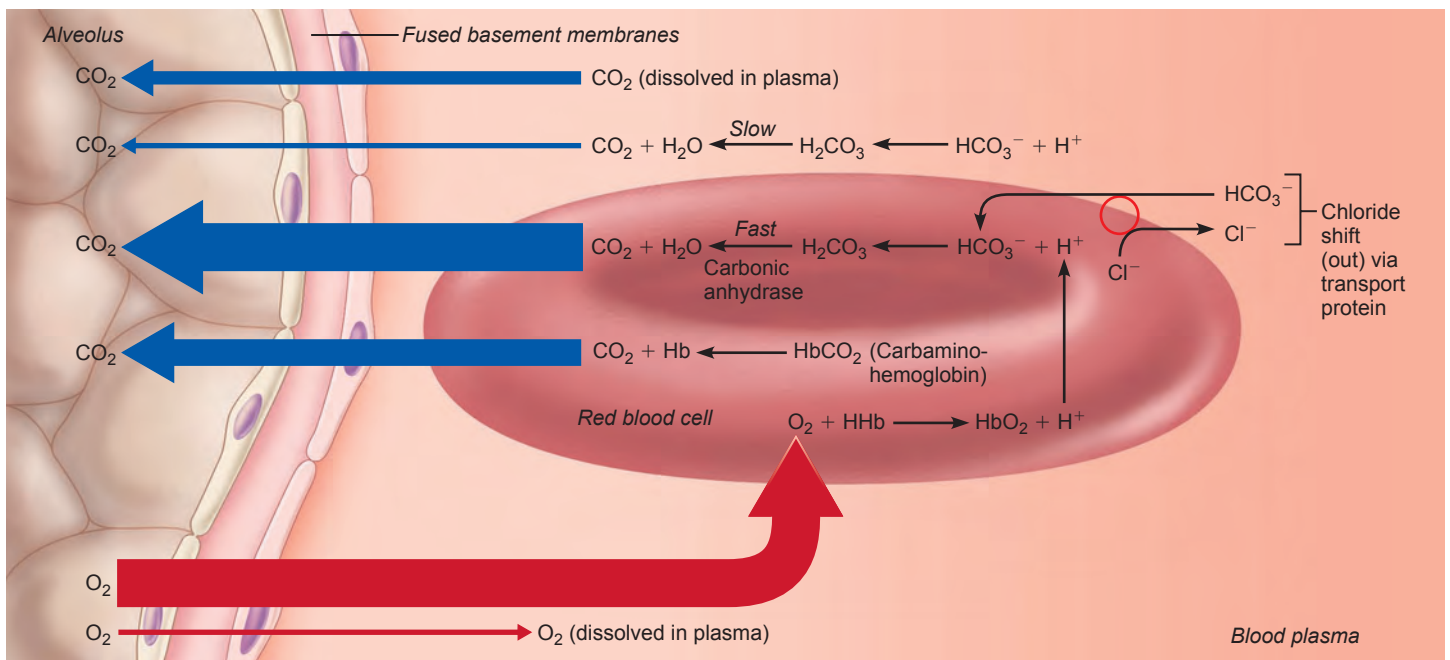 Alveolus
Fused basement membranes
CO₂
CO₂ (dissolved in plasma)
CO₂
CO₂ + H₂O
Slow
H₂CO₃
HCO₃⁻ + H⁺
HCO₃⁻
Cl⁻
Chloride
shift
(out) via
transport
protein
CO₂
CO₂ + H₂O
Fast
Carbonic
anhydrase
H₂CO₃
HCO₃⁻ + H⁺
Cl⁻
CO₂
CO₂ + Hb
HbCO₂ (Carbamino-
hemoglobin)
Red blood cell
O₂ + HHb
HbO₂ + H⁺
O₂
O₂
O₂ (dissolved in plasma)
Blood plasma